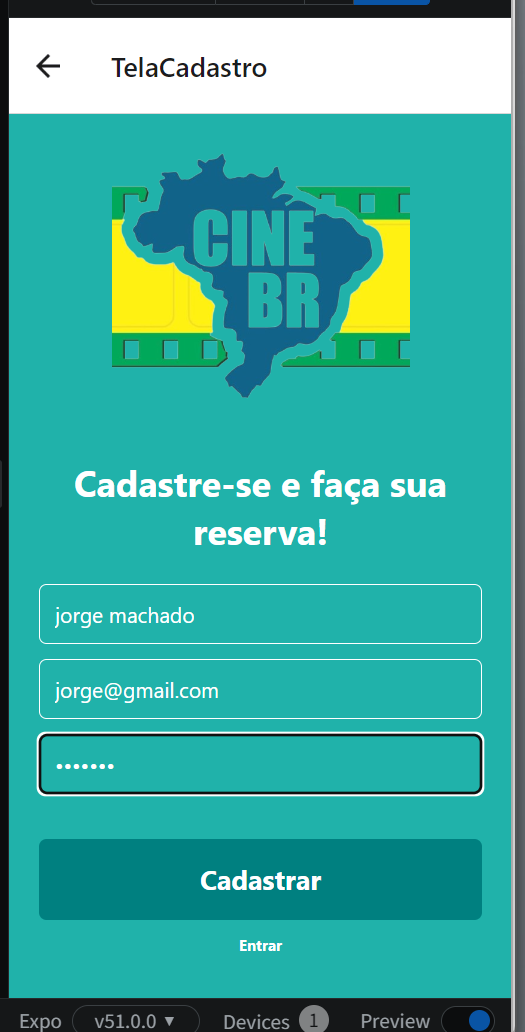 TelaCadastro
CINE
BR
Cadastre-se e faça sua
reserva!
jorge machado
jorge@gmail.com
•••••••
Cadastrar
Entrar
Expo v51.0.0 ▼ Devices 1 Preview